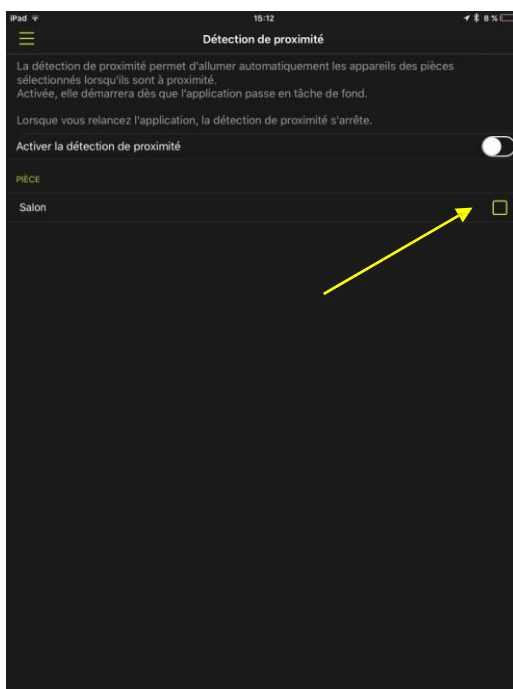 iPad 15:12 8 %
Détection de proximité
La détection de proximité permet d'allumer automatiquement les appareils des pièces
sélectionnés lorsqu'ils sont à proximité.
Activée, elle démarrera dès que l'application passe en tâche de fond.
Lorsque vous relancez l'application, la détection de proximité s'arrête.
Activer la détection de proximité
PIÈCE
Salon